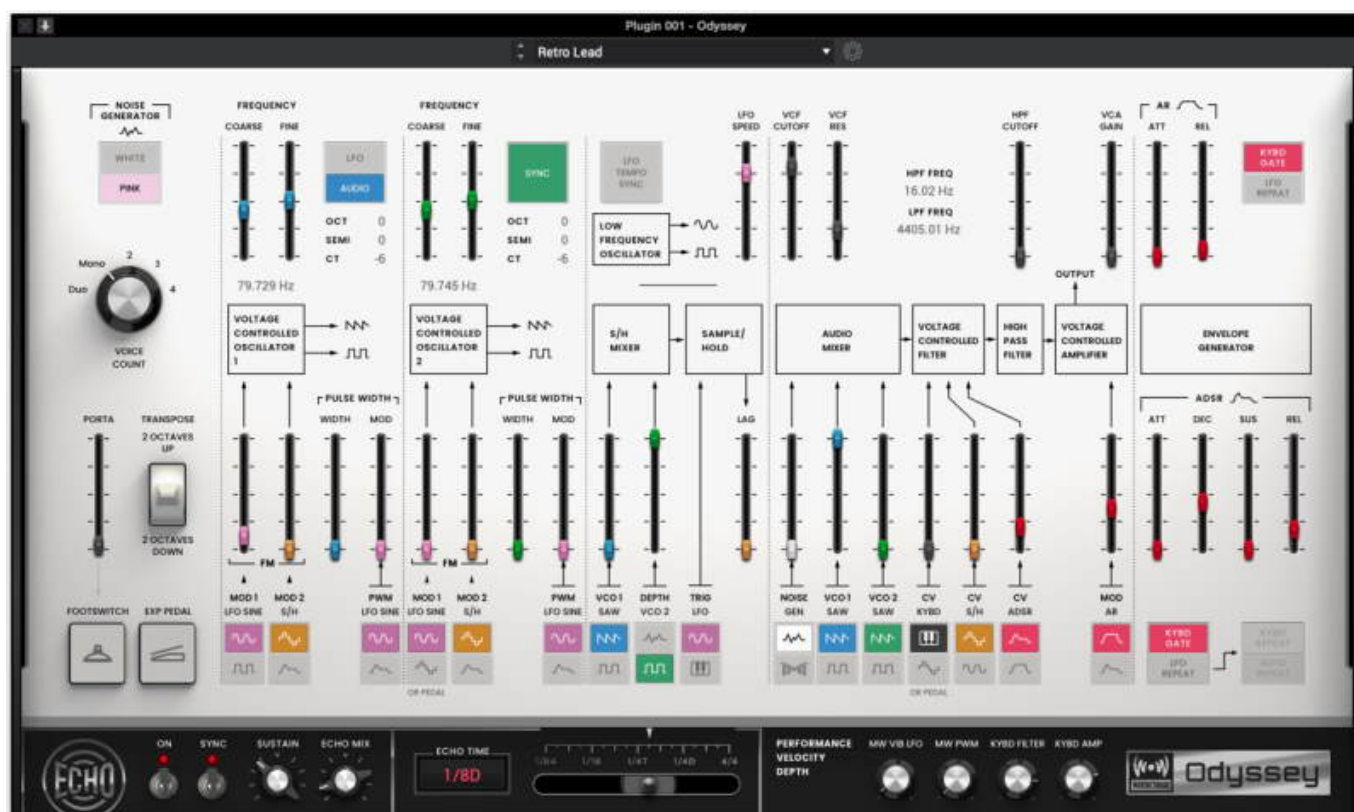 Plugin 001 - Odyssey
Retro Lead
NOISE
GENERATOR
WHITE
PINK
Mono
Duo
2
3
4
VOICE
COUNT
PORTA
TRANSPOSE
2 OCTAVES
UP
2 OCTAVES
DOWN
FOOTSWITCH
EXP PEDAL
FREQUENCY
COARSE FINE
LFO
AUDIO
OCT 0
SEMI 0
CT -6
79.729 Hz
VOLTAGE
CONTROLLED
OSCILLATOR
1
PULSE WIDTH
WIDTH MOD
FM
MOD 1 MOD 2 PWM
LFO SINE S/H LFO SINE
FREQUENCY
COARSE FINE
SYNC
OCT 0
SEMI 0
CT -6
79.745 Hz
VOLTAGE
CONTROLLED
OSCILLATOR
2
PULSE WIDTH
WIDTH MOD
FM
MOD 1 MOD 2 PWM
LFO SINE S/H LFO SINE
OR PEDAL
LFO
TEMPO
SYNC
LFO
SPEED
LOW
FREQUENCY
OSCILLATOR
S/H
MIXER
SAMPLE/
HOLD
LAG
VCO 1 DEPTH TRIG
SAW VCO 2 LFO
VCF
CUTOFF
VCF
RES
HPF FREQ
16.02 Hz
LPF FREQ
4405.01 Hz
HPF
CUTOFF
VCA
GAIN
OUTPUT
AUDIO
MIXER
VOLTAGE
CONTROLLED
FILTER
HIGH
PASS
FILTER
VOLTAGE
CONTROLLED
AMPLIFIER
NOISE VCO 1 VCO 2 CV CV CV MOD
GEN SAW SAW KYBD S/H ADSR AR
OR PEDAL
AR
ATT REL
KYBD
GATE
LFO
REPEAT
ENVELOPE
GENERATOR
ADSR
ATT DEC SUS REL
KYBD
GATE
LFO
REPEAT
KYBD
REPEAT
AUTO
REPEAT
ECHO
ON SYNC SUSTAIN ECHO MIX
ECHO TIME
1/8D
1/64 1/16 1/4T 1/4D 4/4
PERFORMANCE
VELOCITY
DEPTH
MW VIB LFO MW PWM KYBD FILTER KYBD AMP
Odyssey